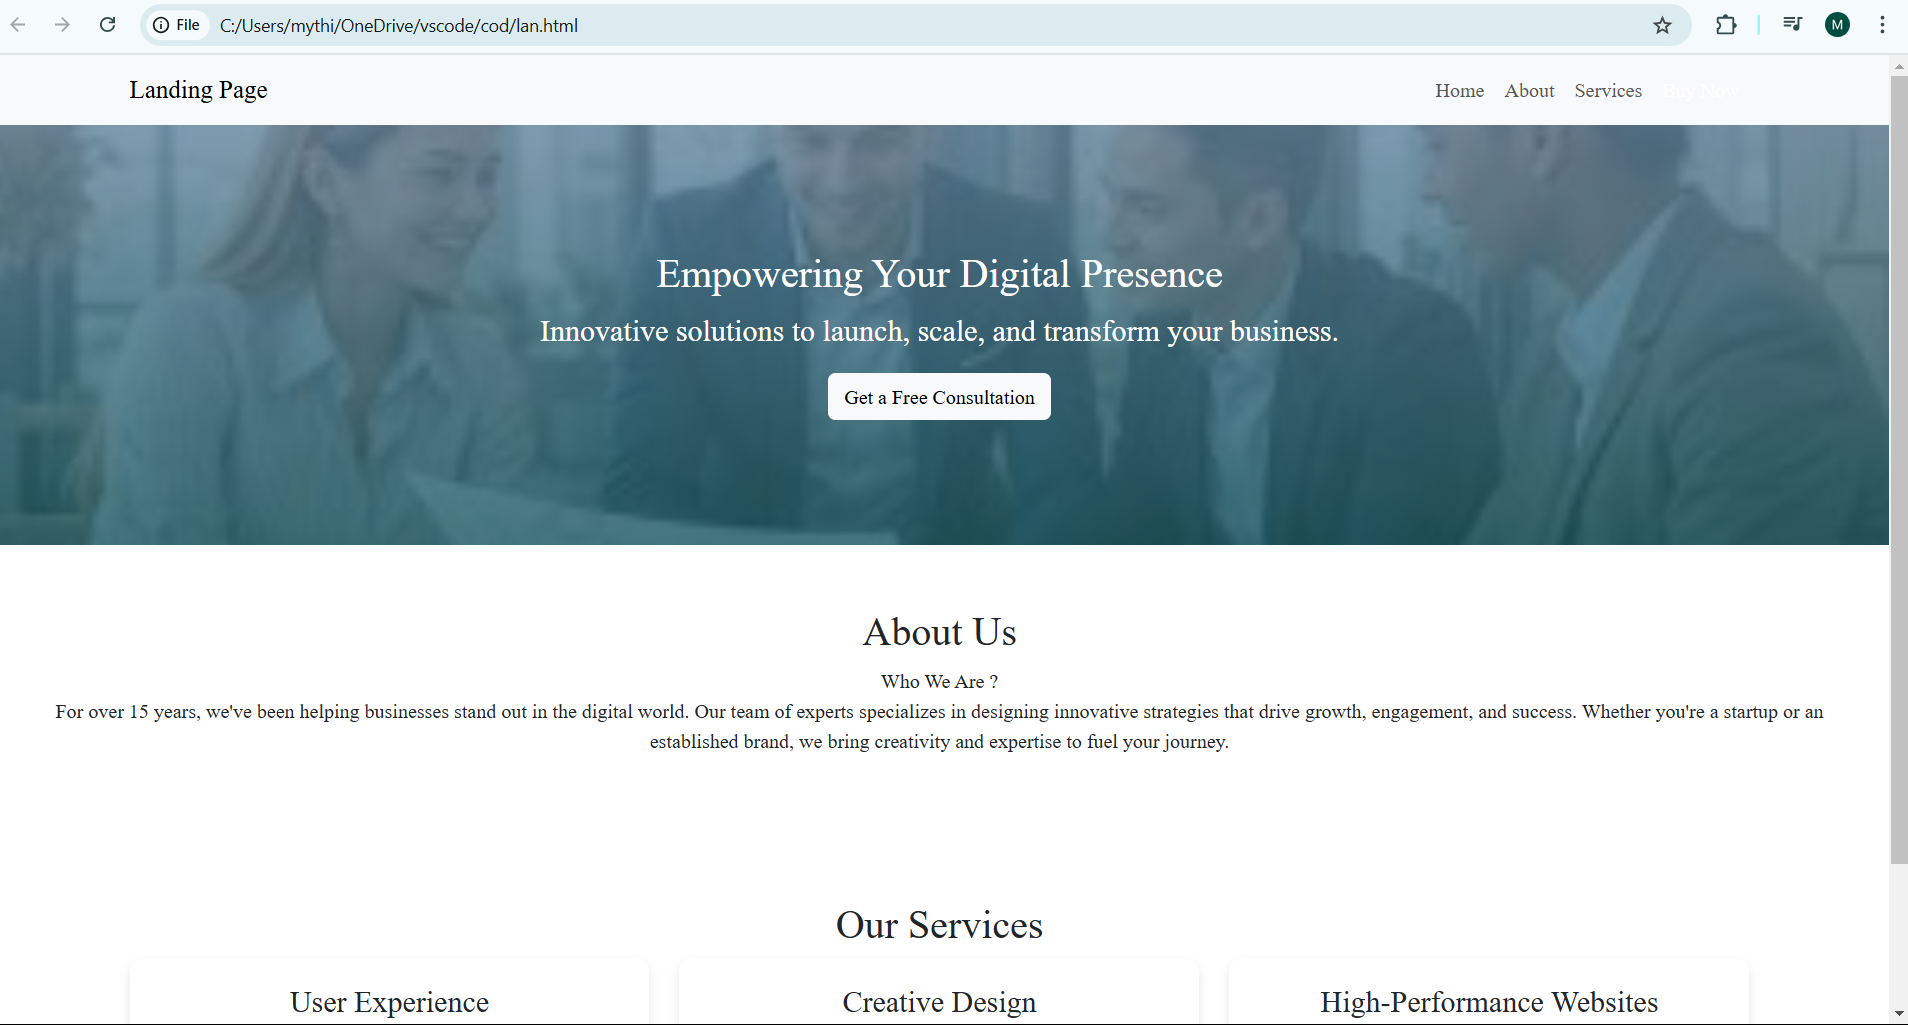 File C:/Users/mythi/OneDrive/vscode/cod/lan.html M
Landing Page Home About Services Buy Now
Empowering Your Digital Presence
Innovative solutions to launch, scale, and transform your business.
Get a Free Consultation
About Us
Who We Are ?
For over 15 years, we've been helping businesses stand out in the digital world. Our team of experts specializes in designing innovative strategies that drive growth, engagement, and success. Whether you're a startup or an
established brand, we bring creativity and expertise to fuel your journey.
Our Services
User Experience Creative Design High-Performance Websites